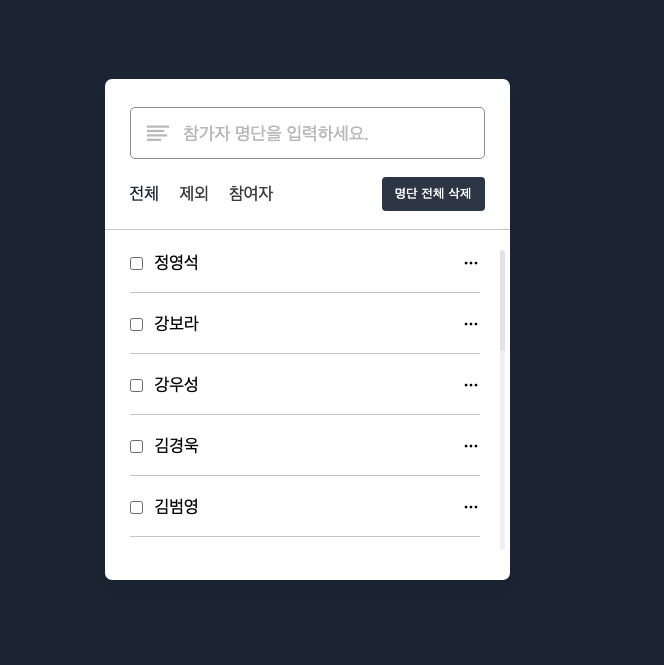 참가자 명단을 입력하세요.
전체 제외 참여자 명단 전체 삭제
정영석
강보라
강우성
김경욱
김범영